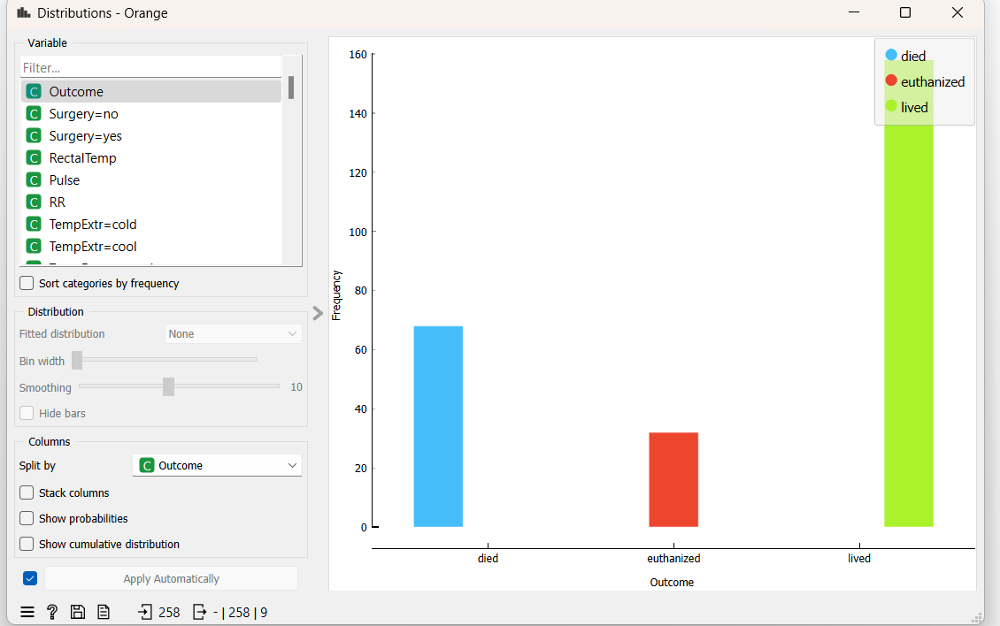 Distributions - Orange
Variable
Filter...
C Outcome
C Surgery=no
C Surgery=yes
C RectalTemp
C Pulse
C RR
C TempExtr=cold
C TempExtr=cool
Sort categories by frequency
Distribution
Fitted distribution None
Bin width
Smoothing 10
Hide bars
Columns
Split by C Outcome
Stack columns
Show probabilities
Show cumulative distribution
Apply Automatically
? 258 - | 258 | 9
160
140
120
100
80
60
40
20
0
Frequency
died
euthanized
lived
died euthanized lived
Outcome